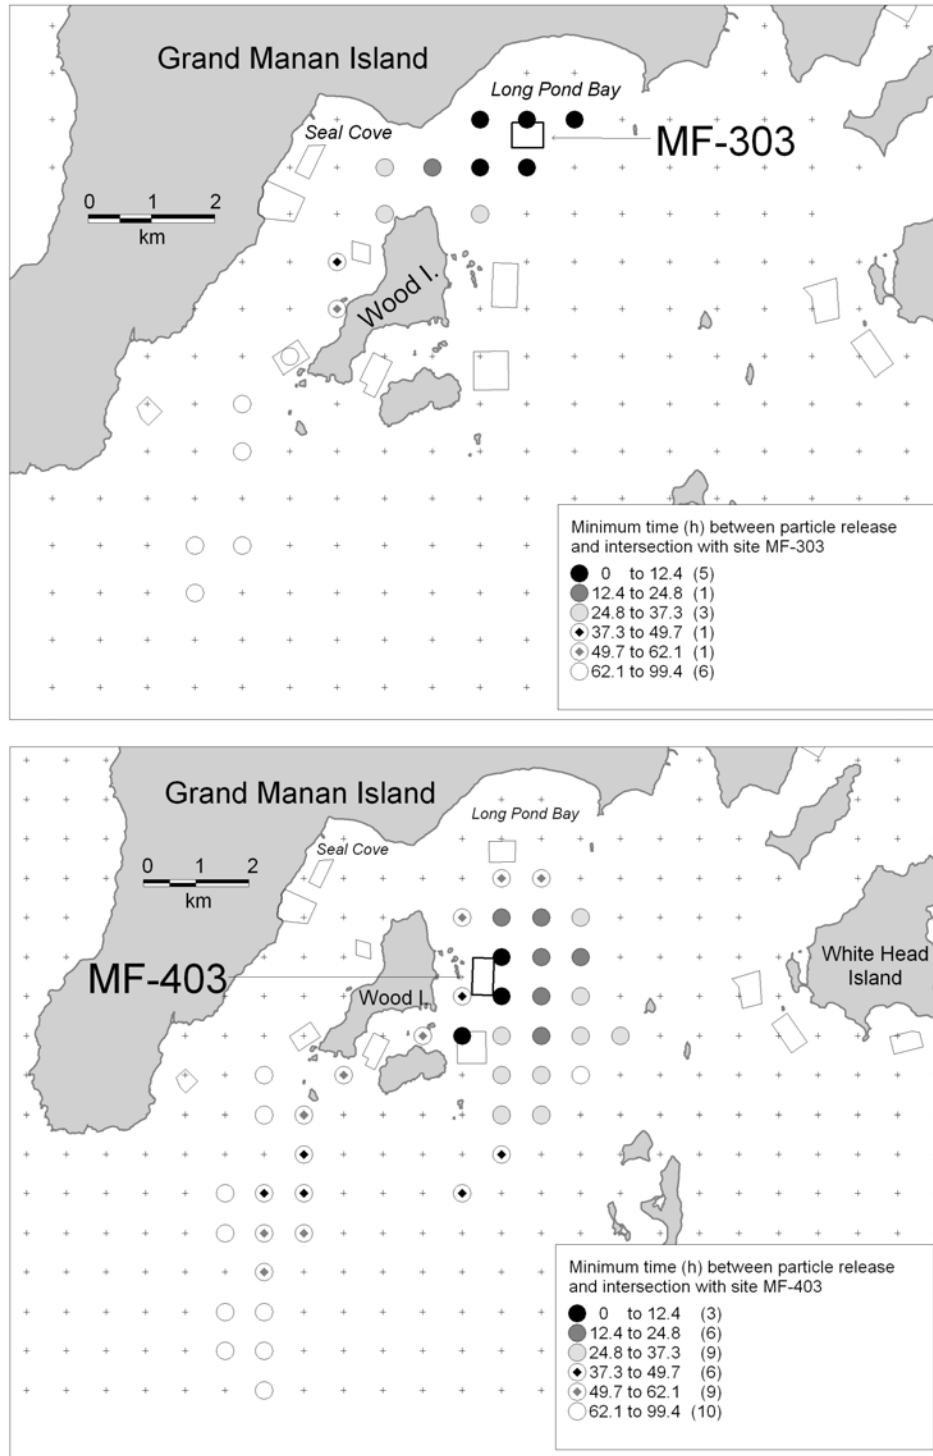 Grand Manan Island
Long Pond Bay
Seal Cove
MF-303
0 1 2
km
Wood I.
Minimum time (h) between particle release
and intersection with site MF-303
0 to 12.4 (5)
12.4 to 24.8 (1)
24.8 to 37.3 (3)
37.3 to 49.7 (1)
49.7 to 62.1 (1)
62.1 to 99.4 (6)
Grand Manan Island
Long Pond Bay
Seal Cove
0 1 2
km
White Head
Island
MF-403
Wood I.
Minimum time (h) between particle release
and intersection with site MF-403
0 to 12.4 (3)
12.4 to 24.8 (6)
24.8 to 37.3 (9)
37.3 to 49.7 (6)
49.7 to 62.1 (9)
62.1 to 99.4 (10)